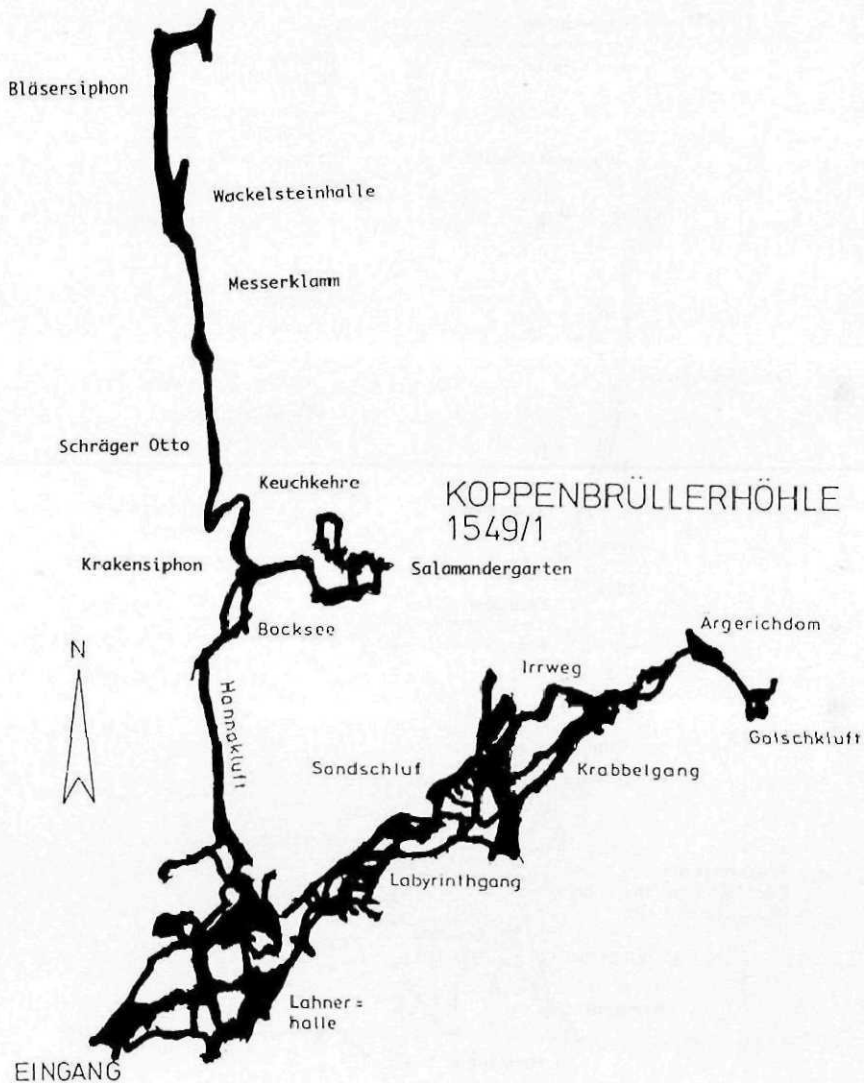 Bläsersiphon
Wackelsteinhalle
Messerklamm
Schräger Otto
Keuchkehre
KOPPENBRÜLLERHÖHLE
1549/1
Krakensiphon
Salamandergarten
Bocksee
Ärgerichdom
N
Irrweg
Hannakluft
Gatschkluft
Sandschluf
Krabbelgang
Labyrinthgang
Lahner=
halle
EINGANG